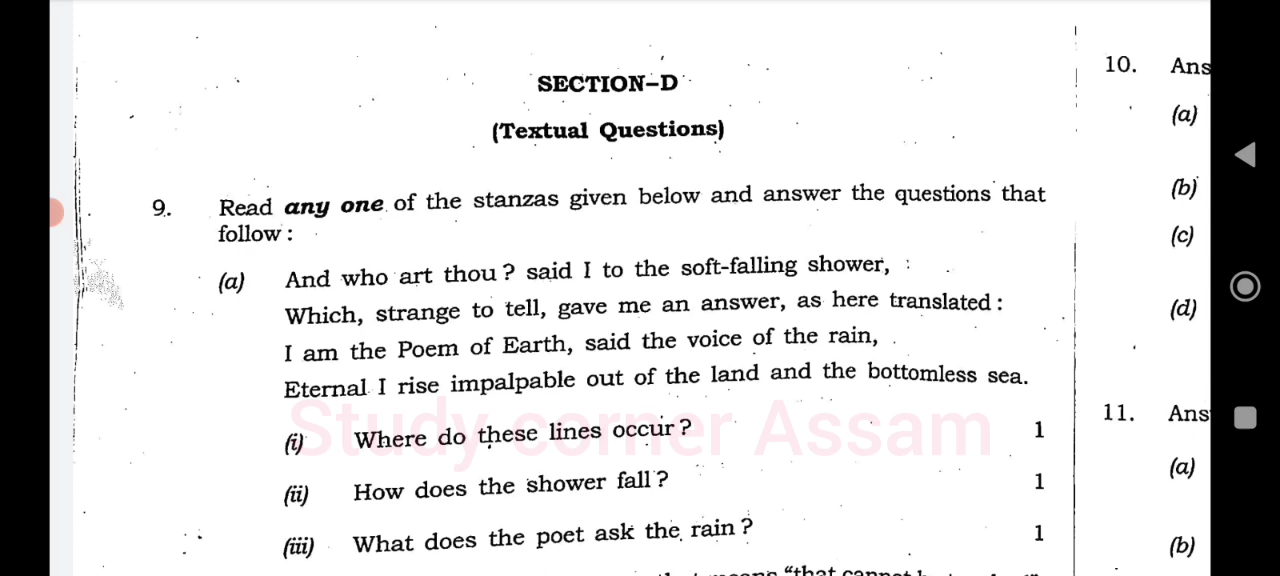 SECTION–D
(Textual Questions)
9. Read any one of the stanzas given below and answer the questions that
follow :
(a) And who art thou? said I to the soft-falling shower,
Which, strange to tell, gave me an answer, as here translated :
I am the Poem of Earth, said the voice of the rain,
Eternal I rise impalpable out of the land and the bottomless sea.
Study corner Assam
(i) Where do these lines occur? 1
(ii) How does the shower fall? 1
(iii) What does the poet ask the rain? 1
means "that cannot
10. Ans
(a)
(b)
(c)
(d)
11. Ans
(a)
(b)